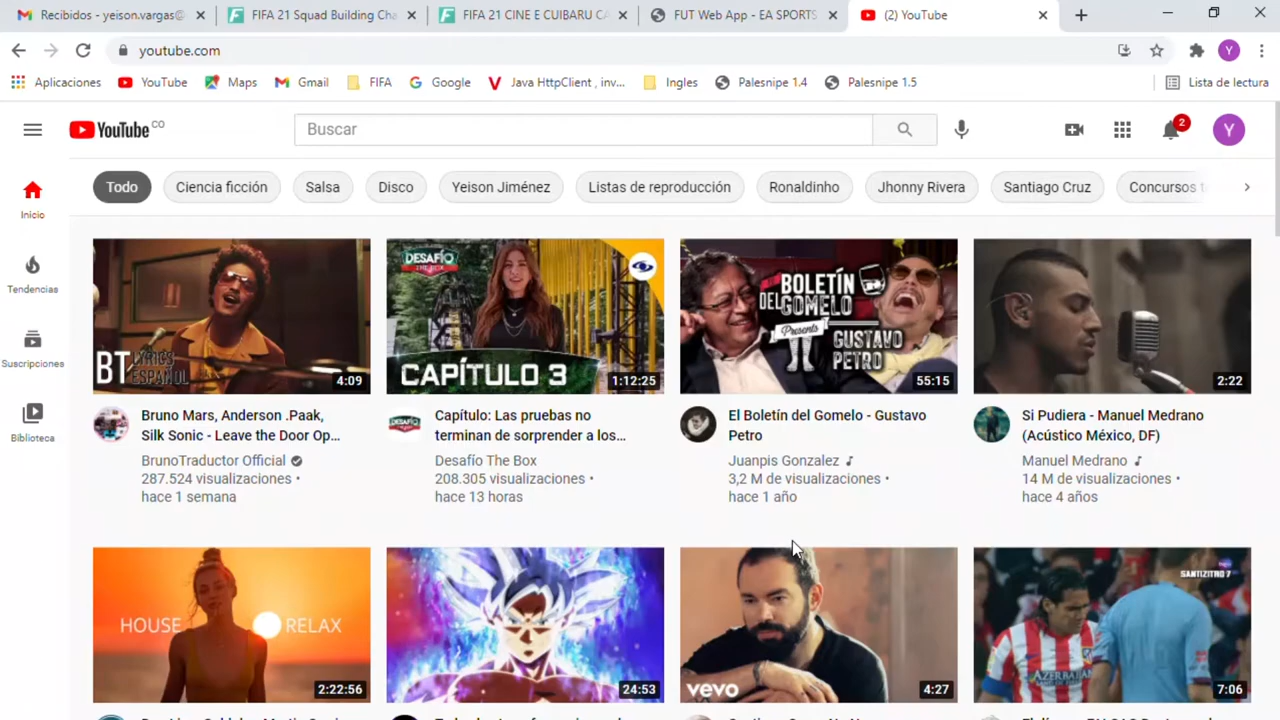 Recibidos - yeison.vargas@
FIFA 21 Squad Building Cha
FIFA 21 CINE E CUIBARU CA
FUT Web App - EA SPORTS
(2) YouTube
youtube.com
Y
Aplicaciones
YouTube
Maps
Gmail
FIFA
Google
Java HttpClient , inv...
Ingles
Palesnipe 1.4
Palesnipe 1.5
Lista de lectura
YouTube CO
Buscar
2
Y
Todo
Ciencia ficción
Salsa
Disco
Yeison Jiménez
Listas de reproducción
Ronaldinho
Jhonny Rivera
Santiago Cruz
Concursos
Inicio
Tendencias
Suscripciones
Biblioteca
BT LYRICS ESPAÑOL
4:09
DESAFÍO THE BOX
CAPÍTULO 3
1:12:25
BOLETÍN
DEL GOMELO
Presents
GUSTAVO
PETRO
55:15
2:22
Bruno Mars, Anderson .Paak,
Silk Sonic - Leave the Door Op...
BrunoTraductor Official
287.524 visualizaciones •
hace 1 semana
Capítulo: Las pruebas no
terminan de sorprender a los...
Desafío The Box
208.305 visualizaciones •
hace 13 horas
El Boletín del Gomelo - Gustavo
Petro
Juanpis Gonzalez
3,2 M de visualizaciones •
hace 1 año
Si Pudiera - Manuel Medrano
(Acústico México, DF)
Manuel Medrano
14 M de visualizaciones •
hace 4 años
HOUSE RELAX
2:22:56
24:53
vevo
4:27
SANTIZITRO 7
AZERBAIJAN
7:06